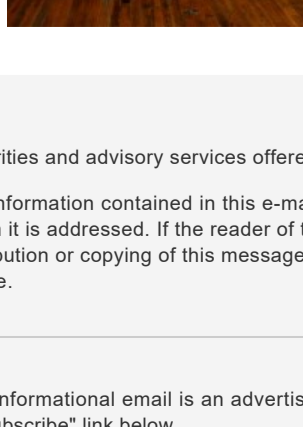 rities and advisory services offere
nformation contained in this e-ma
it is addressed. If the reader of t
bution or copying of this message
e.
nformational email is an advertis
bscribe" link below